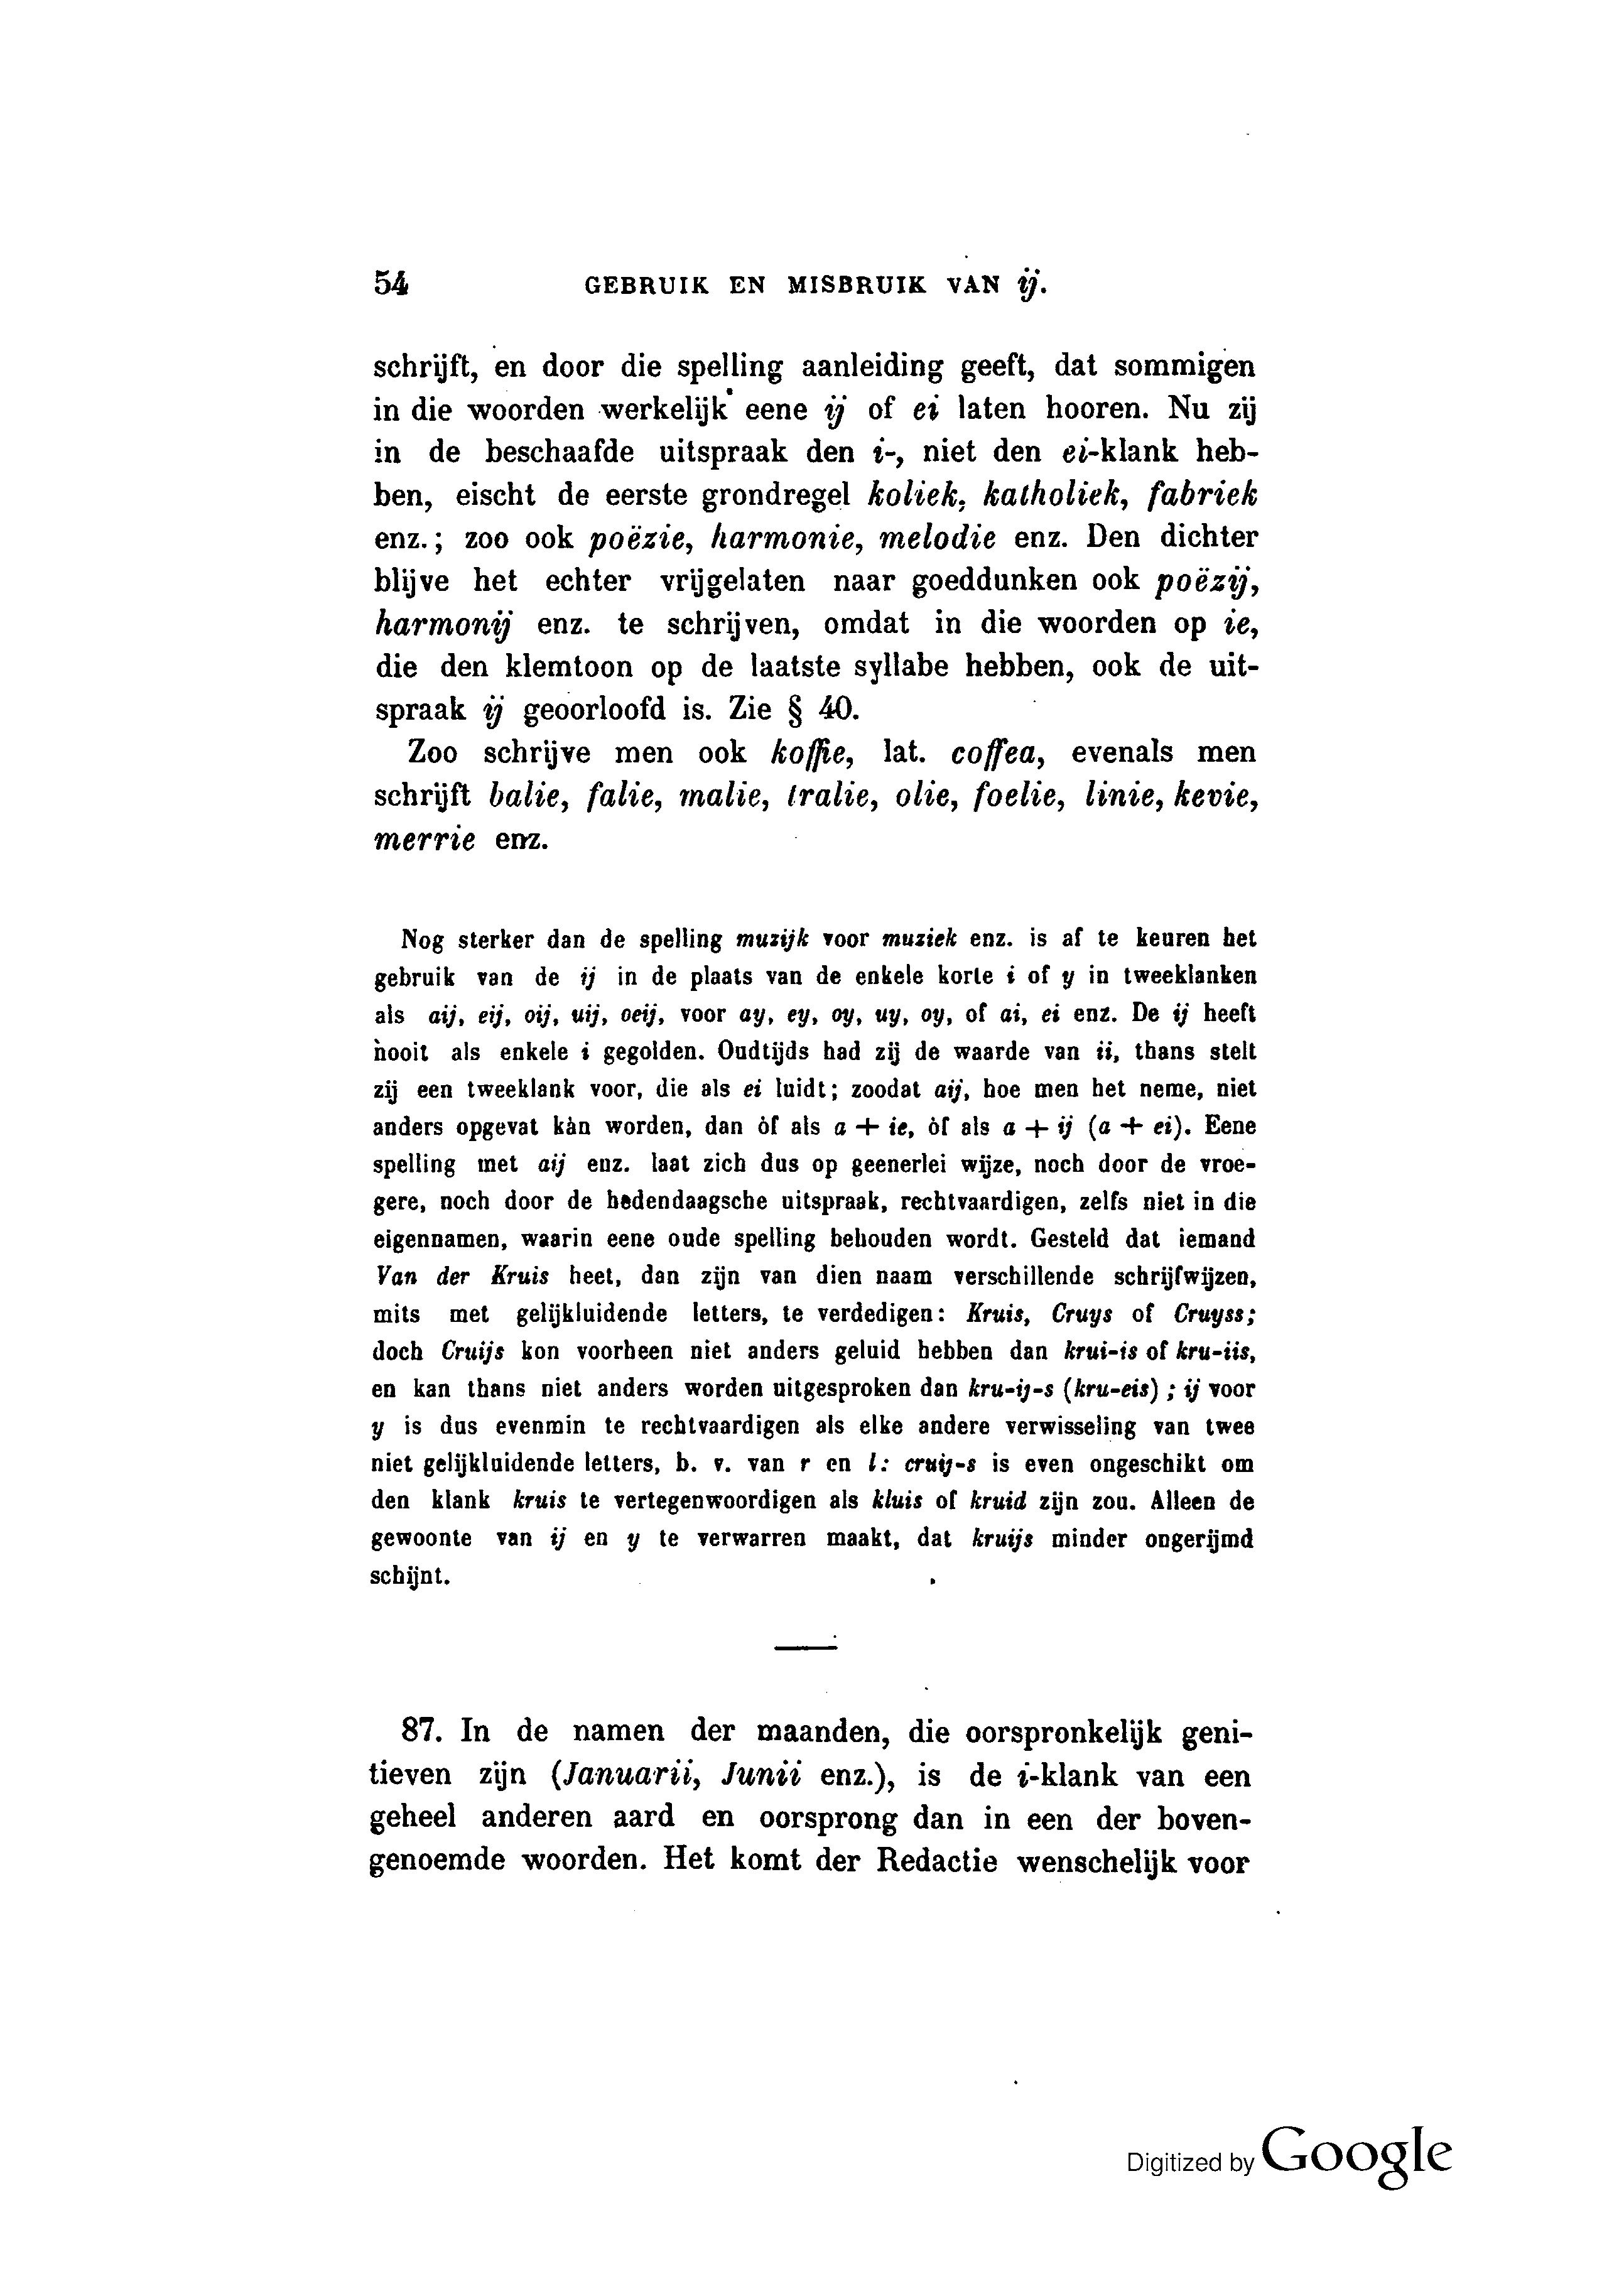 54 GEBRUIK EN MISBRUIK VAN ij.
schrijft, en door die spelling aanleiding geeft, dat sommigen
in die woorden werkelijk eene ij of ei laten hooren. Nu zij
in de beschaafde uitspraak den i-, niet den ei-klank heb-
ben, eischt de eerste grondregel koliek, katholiek, fabriek
enz.; zoo ook poëzie, harmonie, melodie enz. Den dichter
blijve het echter vrijgelaten naar goeddunken ook poëzij,
harmonij enz. te schrijven, omdat in die woorden op ie,
die den klemtoon op de laatste syllabe hebben, ook de uit-
spraak ij geoorloofd is. Zie § 40.
Zoo schrijve men ook koffie, lat. coffea, evenals men
schrijft balie, falie, malie, tralie, olie, foelie, linie, kevie,
merrie enz.
Nog sterker dan de spelling muzijk voor muziek enz. is af te keuren het
gebruik van de ij in de plaats van de enkele korte i of y in tweeklanken
als aij, eij, oij, uij, oeij, voor ay, ey, oy, uy, oy, of ai, ei enz. De ij heeft
nooit als enkele i gegolden. Oudtijds had zij de waarde van ii, thans stelt
zij een tweeklank voor, die als ei luidt; zoodat aij, hoe men het neme, niet
anders opgevat kàn worden, dan òf als a + ie, òf als a + ij (a + ei). Eene
spelling met aij enz. laat zich dus op geenerlei wijze, noch door de vroe-
gere, noch door de hedendaagsche uitspraak, rechtvaardigen, zelfs niet in die
eigennamen, waarin eene oude spelling behouden wordt. Gesteld dat iemand
Van der Kruis heet, dan zijn van dien naam verschillende schrijfwijzen,
mits met gelijkluidende letters, te verdedigen: Kruis, Cruys of Cruyss;
doch Cruijs kon voorheen niet anders geluid hebben dan krui-is of kru-iis,
en kan thans niet anders worden uitgesproken dan kru-ij-s (kru-eis); ij voor
y is dus evenmin te rechtvaardigen als elke andere verwisseling van twee
niet gelijkluidende letters, b. v. van r en l: cruij-s is even ongeschikt om
den klank kruis te vertegenwoordigen als kluis of kruid zijn zou. Alleen de
gewoonte van ij en y te verwarren maakt, dat kruijs minder ongerijmd
schijnt.
87. In de namen der maanden, die oorspronkelijk geni-
tieven zijn (Januarii, Junii enz.), is de i-klank van een
geheel anderen aard en oorsprong dan in een der boven-
genoemde woorden. Het komt der Redactie wenschelijk voor
Digitized by Google